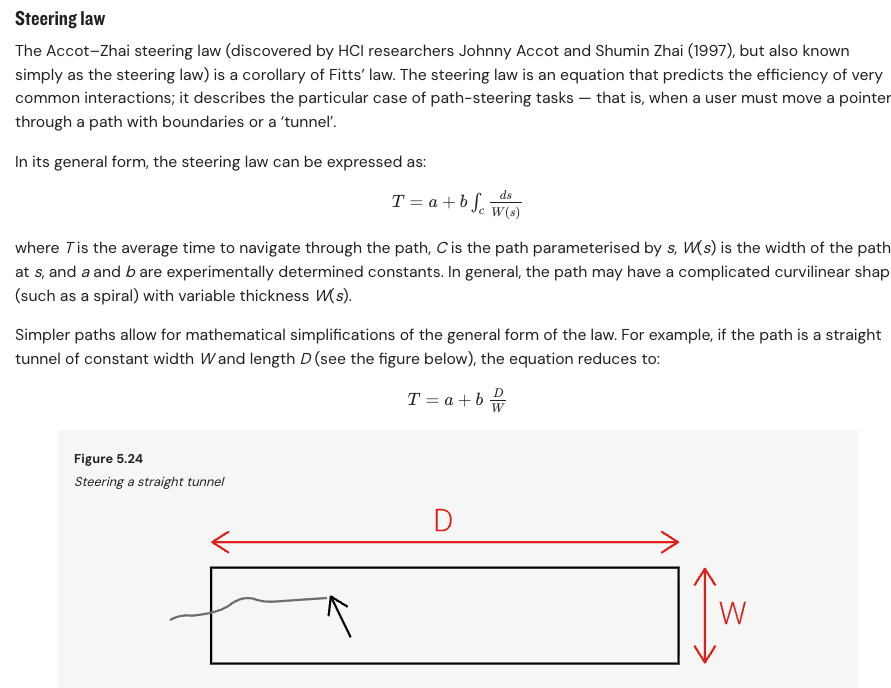 Steering law
The Accot–Zhai steering law (discovered by HCI researchers Johnny Accot and Shumin Zhai (1997), but also known
simply as the steering law) is a corollary of Fitts’ law. The steering law is an equation that predicts the efficiency of very
common interactions; it describes the particular case of path-steering tasks — that is, when a user must move a pointer
through a path with boundaries or a ‘tunnel’.
In its general form, the steering law can be expressed as:
T = a + b ∫c ds/W(s)
where T is the average time to navigate through the path, C is the path parameterised by s, W(s) is the width of the path
at s, and a and b are experimentally determined constants. In general, the path may have a complicated curvilinear shap
(such as a spiral) with variable thickness W(s).
Simpler paths allow for mathematical simplifications of the general form of the law. For example, if the path is a straight
tunnel of constant width W and length D (see the figure below), the equation reduces to:
T = a + b D/W
Figure 5.24
Steering a straight tunnel
D
W